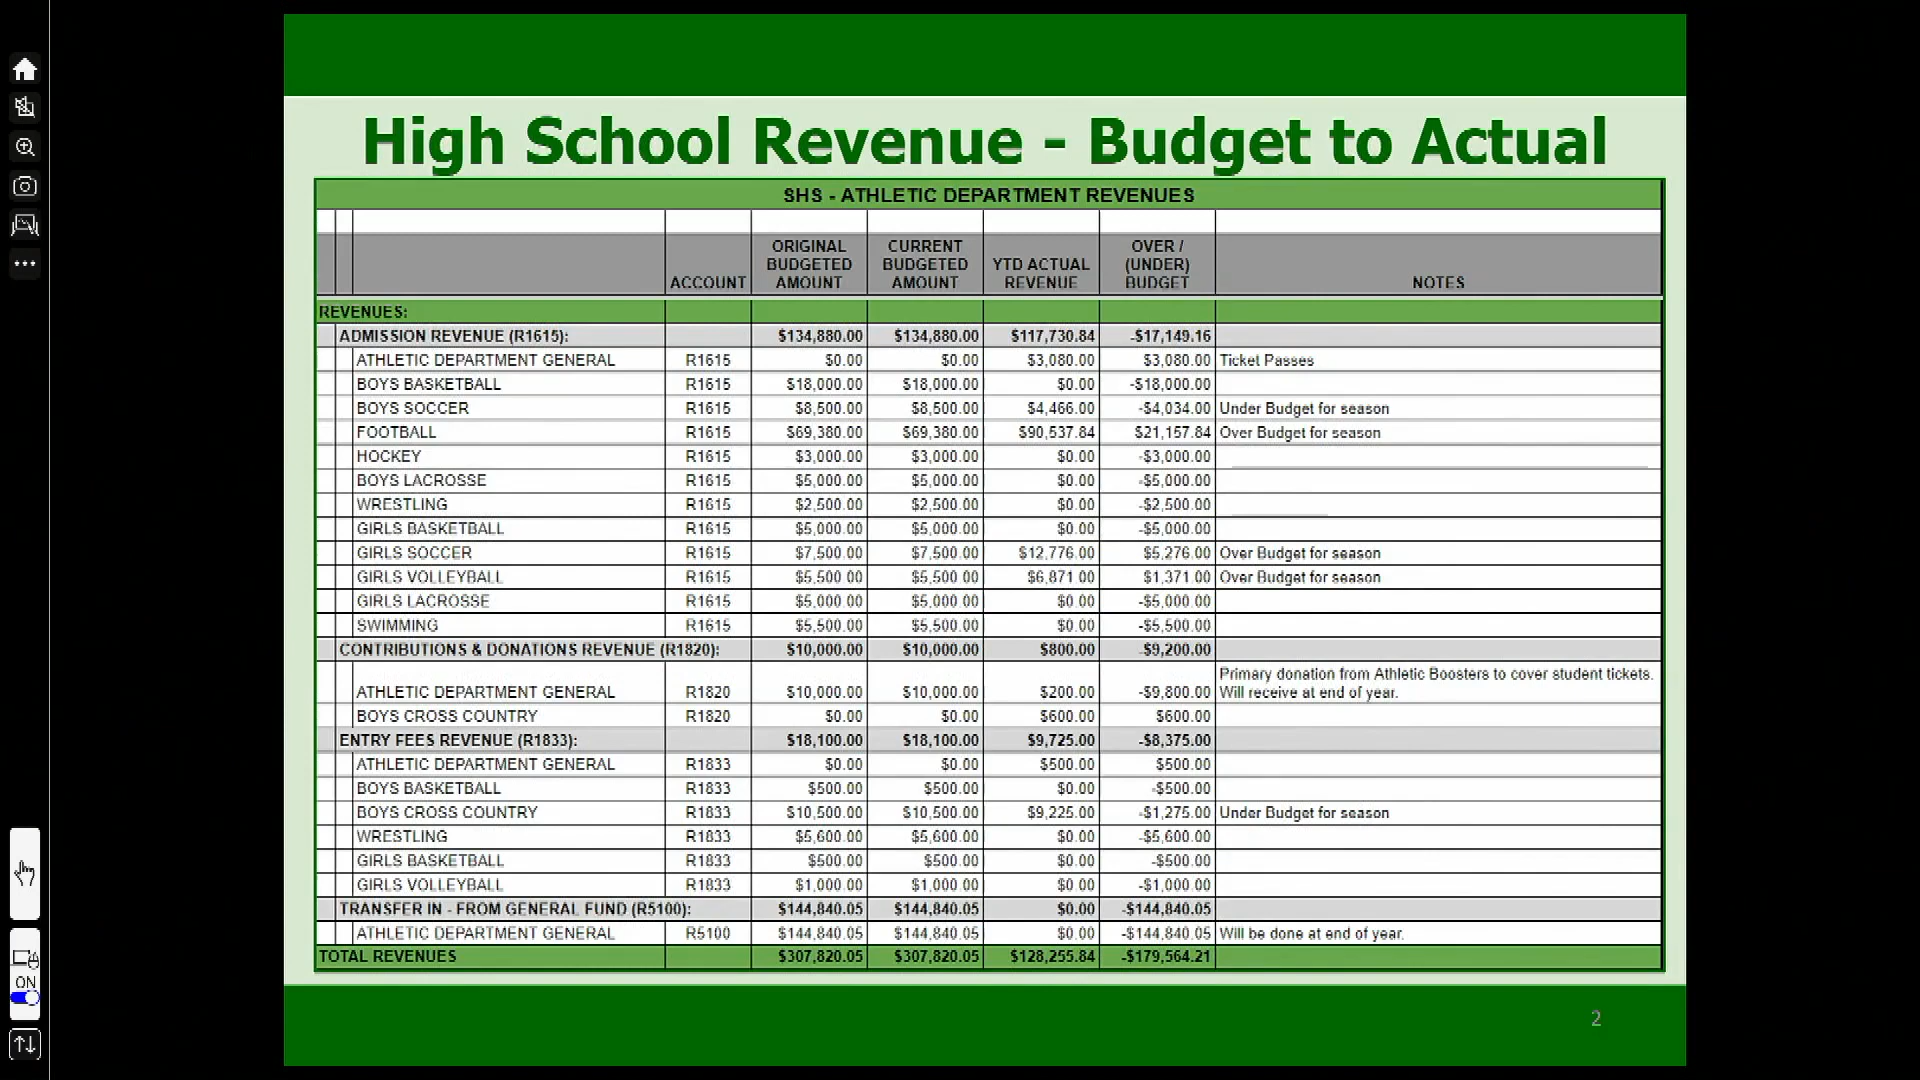 High School Revenue - Budget to Actual
SHS - ATHLETIC DEPARTMENT REVENUES
ACCOUNT ORIGINAL BUDGETED AMOUNT CURRENT BUDGETED AMOUNT YTD ACTUAL REVENUE OVER / (UNDER) BUDGET NOTES
REVENUES:
ADMISSION REVENUE (R1615): $134,880.00 $134,880.00 $117,730.84 -$17,149.16
ATHLETIC DEPARTMENT GENERAL R1615 $0.00 $0.00 $3,080.00 $3,080.00 Ticket Passes
BOYS BASKETBALL R1615 $18,000.00 $18,000.00 $0.00 -$18,000.00
BOYS SOCCER R1615 $8,500.00 $8,500.00 $4,466.00 -$4,034.00 Under Budget for season
FOOTBALL R1615 $69,380.00 $69,380.00 $90,537.84 $21,157.84 Over Budget for season
HOCKEY R1615 $3,000.00 $3,000.00 $0.00 -$3,000.00
BOYS LACROSSE R1615 $5,000.00 $5,000.00 $0.00 -$5,000.00
WRESTLING R1615 $2,500.00 $2,500.00 $0.00 -$2,500.00
GIRLS BASKETBALL R1615 $5,000.00 $5,000.00 $0.00 -$5,000.00
GIRLS SOCCER R1615 $7,500.00 $7,500.00 $12,776.00 $5,276.00 Over Budget for season
GIRLS VOLLEYBALL R1615 $5,500.00 $5,500.00 $6,871.00 $1,371.00 Over Budget for season
GIRLS LACROSSE R1615 $5,000.00 $5,000.00 $0.00 -$5,000.00
SWIMMING R1615 $5,500.00 $5,500.00 $0.00 -$5,500.00
CONTRIBUTIONS & DONATIONS REVENUE (R1820): $10,000.00 $10,000.00 $800.00 -$9,200.00
ATHLETIC DEPARTMENT GENERAL R1820 $10,000.00 $10,000.00 $200.00 -$9,800.00 Primary donation from Athletic Boosters to cover student tickets. Will receive at end of year.
BOYS CROSS COUNTRY R1820 $0.00 $0.00 $600.00 $600.00
ENTRY FEES REVENUE (R1833): $18,100.00 $18,100.00 $9,725.00 -$8,375.00
ATHLETIC DEPARTMENT GENERAL R1833 $0.00 $0.00 $500.00 $500.00
BOYS BASKETBALL R1833 $500.00 $500.00 $0.00 -$500.00
BOYS CROSS COUNTRY R1833 $10,500.00 $10,500.00 $9,225.00 -$1,275.00 Under Budget for season
WRESTLING R1833 $5,600.00 $5,600.00 $0.00 -$5,600.00
GIRLS BASKETBALL R1833 $500.00 $500.00 $0.00 -$500.00
GIRLS VOLLEYBALL R1833 $1,000.00 $1,000.00 $0.00 -$1,000.00
TRANSFER IN - FROM GENERAL FUND (R5100): $144,840.05 $144,840.05 $0.00 -$144,840.05
ATHLETIC DEPARTMENT GENERAL R5100 $144,840.05 $144,840.05 $0.00 -$144,840.05 Will be done at end of year.
TOTAL REVENUES $307,820.05 $307,820.05 $128,255.84 -$179,564.21
ON
2